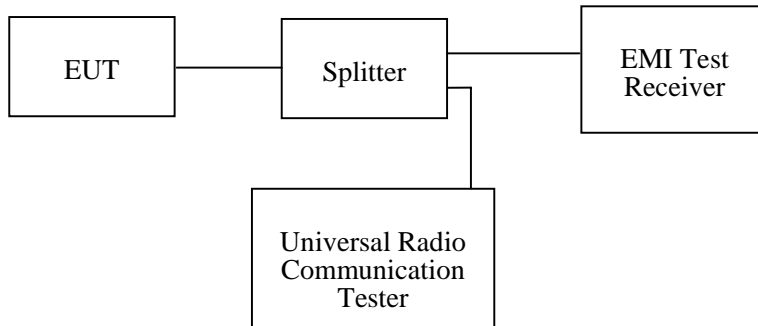 EUT
Splitter
EMI Test
Receiver
Universal Radio
Communication
Tester